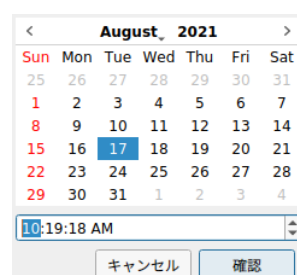 < August 2021 >
Sun Mon Tue Wed Thu Fri Sat
25 26 27 28 29 30 31
1 2 3 4 5 6 7
8 9 10 11 12 13 14
15 16 17 18 19 20 21
22 23 24 25 26 27 28
29 30 31 1 2 3 4
10:19:18 AM
キャンセル 確認